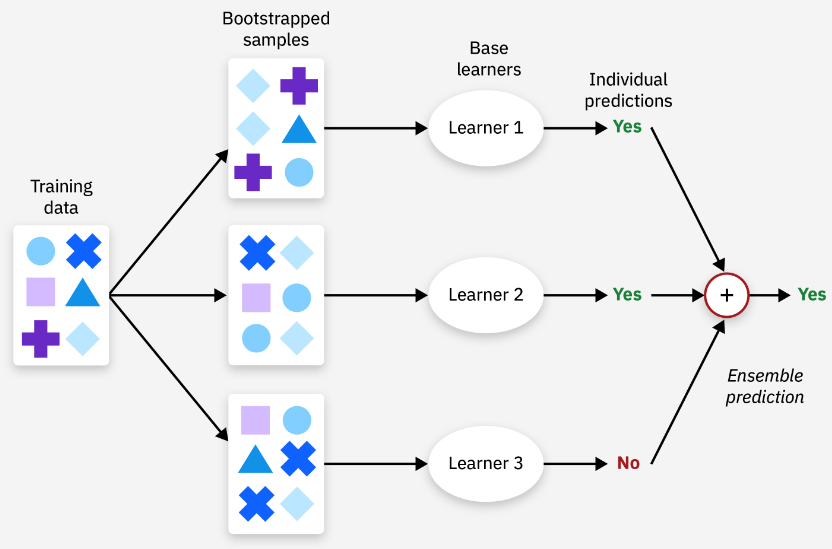 Bootstrapped
samples
Base
learners
Individual
predictions
Learner 1
Yes
Training
data
Learner 2
Yes
+
Yes
Ensemble
prediction
Learner 3
No